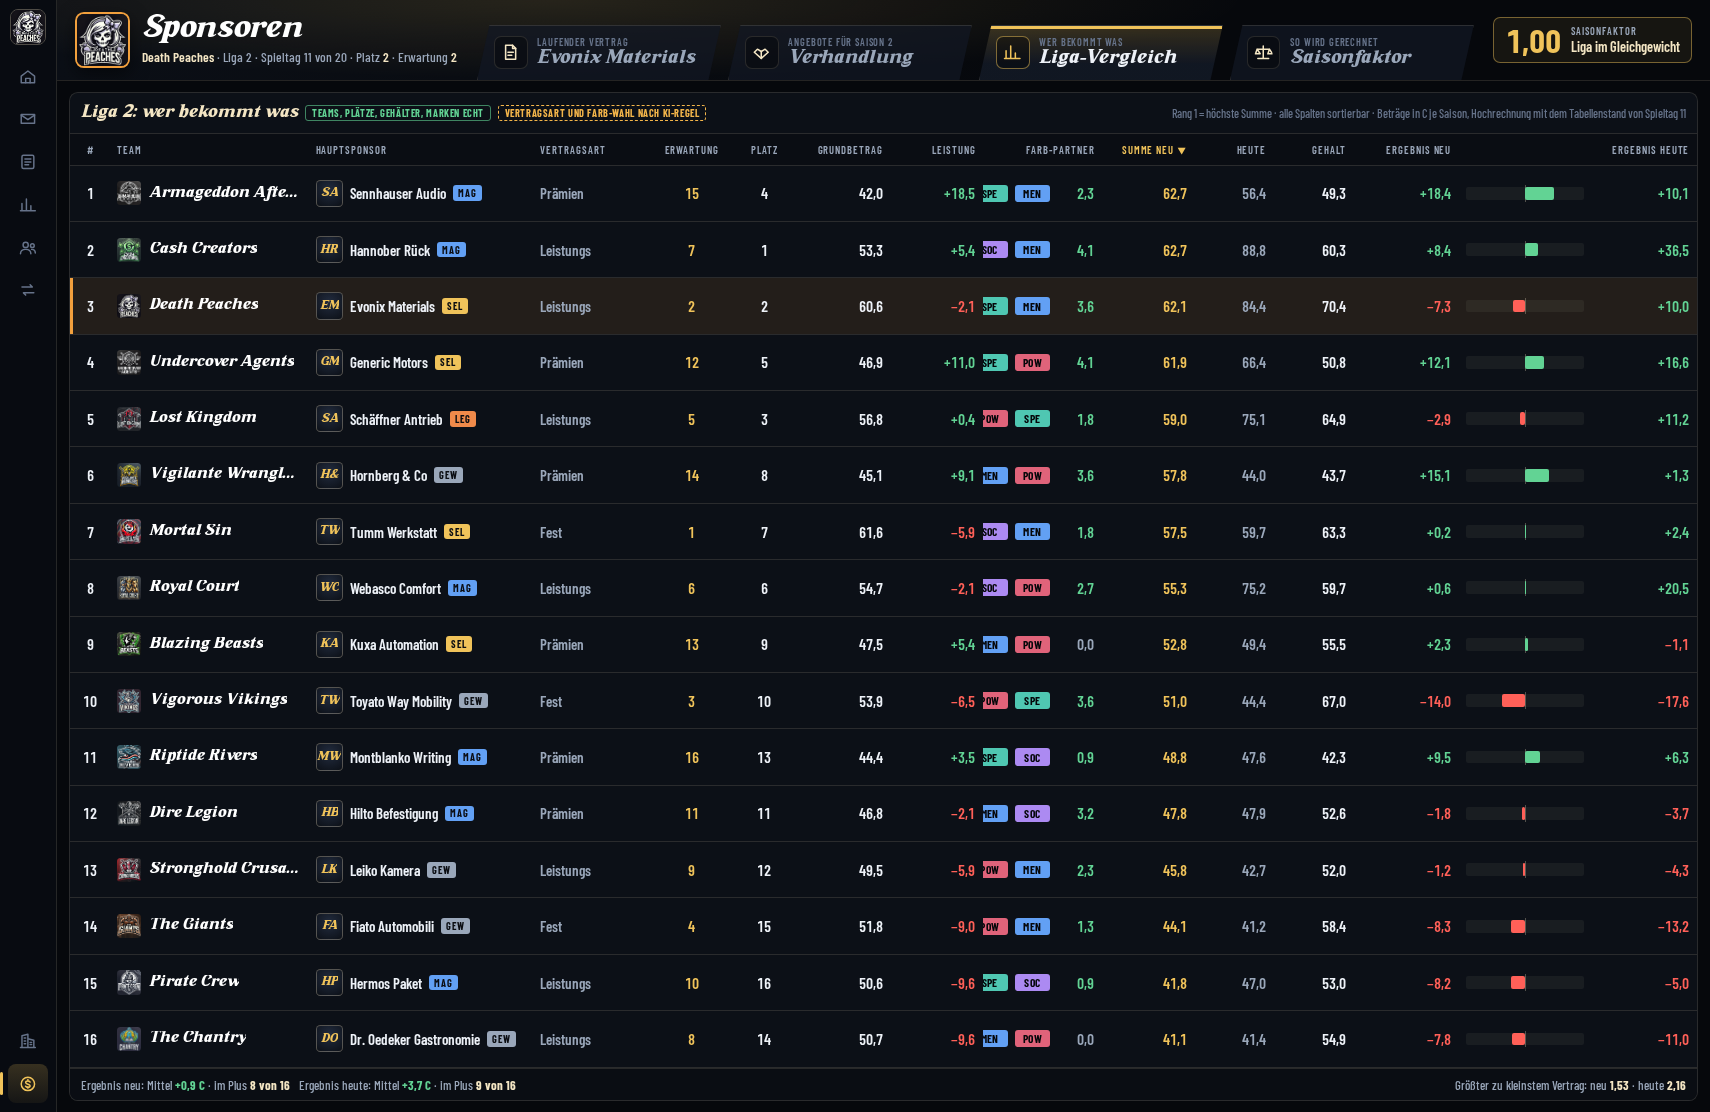 Sponsoren
Death Peaches · Liga 2 · Spieltag 11 von 20 · Platz 2 · Erwartung 2
LAUFENDER VERTRAG
Evonix Materials
ANGEBOTE FÜR SAISON 2
Verhandlung
WER BEKOMMT WAS
Liga-Vergleich
SO WIRD GERECHNET
Saisonfaktor
1,00
SAISONFAKTOR
Liga im Gleichgewicht
Liga 2: wer bekommt was
TEAMS, PLÄTZE, GEHÄLTER, MARKEN ECHT
VERTRAGSART UND FARB-WAHL NACH KI-REGEL
Rang 1 = höchste Summe · alle Spalten sortierbar · Beträge in C je Saison, Hochrechnung mit dem Tabellenstand von Spieltag 11
# TEAM HAUPTSPONSOR VERTRAGSART ERWARTUNG PLATZ GRUNDBETRAG LEISTUNG FARB-PARTNER SUMME NEU ▼ HEUTE GEHALT ERGEBNIS NEU ERGEBNIS HEUTE
1 Armageddon Afte... SA Sennhauser Audio MAG Prämien 15 4 42,0 +18,5 SPE MEN 2,3 62,7 56,4 49,3 +18,4 +10,1
2 Cash Creators HR Hannober Rück MAG Leistungs 7 1 53,3 +5,4 SOC MEN 4,1 62,7 88,8 60,3 +8,4 +36,5
3 Death Peaches EM Evonix Materials SEL Leistungs 2 2 60,6 −2,1 SPE MEN 3,6 62,1 84,4 70,4 −7,3 +10,0
4 Undercover Agents GM Generic Motors SEL Prämien 12 5 46,9 +11,0 SPE POW 4,1 61,9 66,4 50,8 +12,1 +16,6
5 Lost Kingdom SA Schäffner Antrieb LEG Leistungs 5 3 56,8 +0,4 POW SPE 1,8 59,0 75,1 64,9 −2,9 +11,2
6 Vigilante Wrangl... H& Hornberg & Co GEW Prämien 14 8 45,1 +9,1 MEN POW 3,6 57,8 44,0 43,7 +15,1 +1,3
7 Mortal Sin TW Tumm Werkstatt SEL Fest 1 7 61,6 −5,9 SOC MEN 1,8 57,5 59,7 63,3 +0,2 +2,4
8 Royal Court WC Webasco Comfort MAG Leistungs 6 6 54,7 −2,1 SOC POW 2,7 55,3 75,2 59,7 +0,6 +20,5
9 Blazing Beasts KA Kuxa Automation SEL Prämien 13 9 47,5 +5,4 MEN POW 0,0 52,8 49,4 55,5 +2,3 −1,1
10 Vigorous Vikings TW Toyato Way Mobility GEW Fest 3 10 53,9 −6,5 POW SPE 3,6 51,0 44,4 67,0 −14,0 −17,6
11 Riptide Rivers MW Montblanko Writing MAG Prämien 16 13 44,4 +3,5 SPE SOC 0,9 48,8 47,6 42,3 +9,5 +6,3
12 Dire Legion HB Hilto Befestigung MAG Prämien 11 11 46,8 −2,1 MEN SOC 3,2 47,8 47,9 52,6 −1,8 −3,7
13 Stronghold Crusa... LK Leiko Kamera GEW Leistungs 9 12 49,5 −5,9 POW MEN 2,3 45,8 42,7 52,0 −1,2 −4,3
14 The Giants FA Fiato Automobili GEW Fest 4 15 51,8 −9,0 POW MEN 1,3 44,1 41,2 58,4 −8,3 −13,2
15 Pirate Crew HP Hermos Paket MAG Leistungs 10 16 50,6 −9,6 SPE SOC 0,9 41,8 47,0 53,0 −8,2 −5,0
16 The Chantry DO Dr. Oedeker Gastronomie GEW Leistungs 8 14 50,7 −9,6 MEN POW 0,0 41,1 41,4 54,9 −7,8 −11,0
Ergebnis neu: Mittel +0,9 C · Im Plus 8 von 16 Ergebnis heute: Mittel +3,7 C · Im Plus 9 von 16
Größter zu kleinstem Vertrag: neu 1,53 · heute 2,16